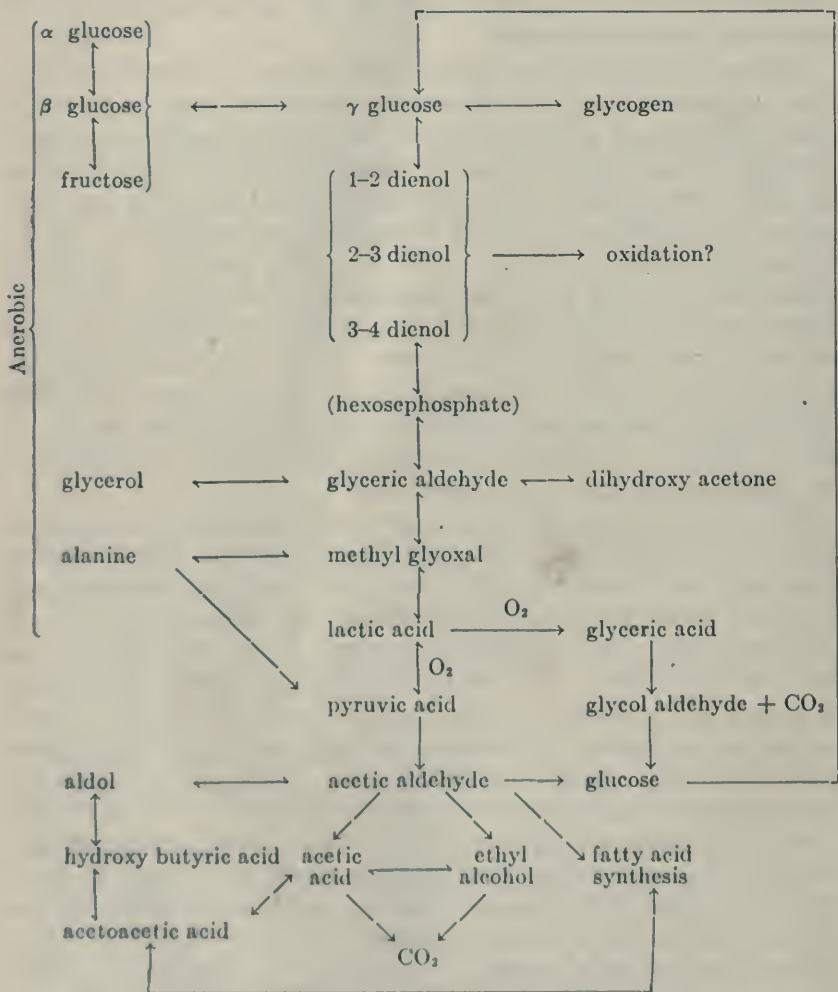 α glucose
β glucose γ glucose glycogen
fructose 1–2 dienol
2–3 dienol oxidation?
3–4 dienol
Anerobic
(hexosephosphate)
glycerol glyceric aldehyde dihydroxy acetone
alanine methyl glyoxal
O₂
lactic acid glyceric acid
O₂
pyruvic acid glycol aldehyde + CO₂
aldol acetic aldehyde glucose
hydroxy butyric acid acetic ethyl fatty acid
acid alcohol synthesis
acetoacetic acid
CO₂